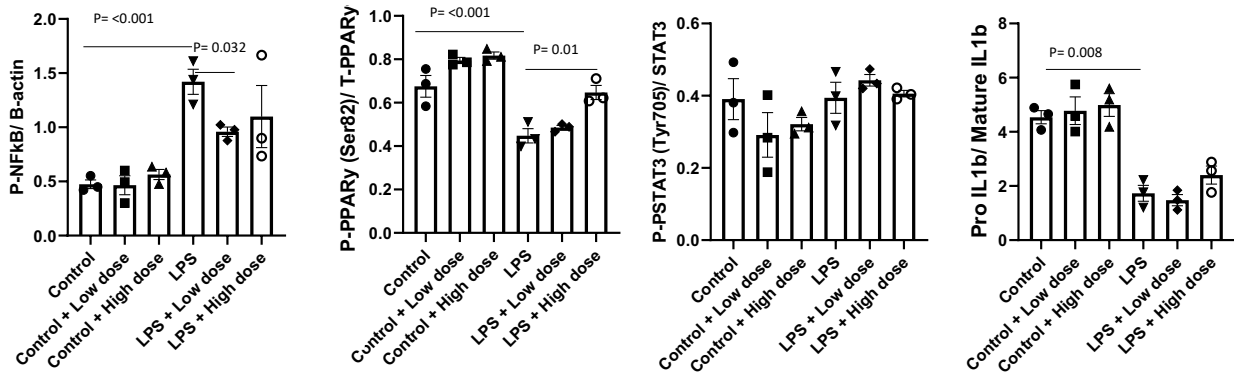 P-NFkB/ B-actin
2.0
1.5
1.0
0.5
0.0
P= <0.001
P= 0.032
Control
Control + Low dose
Control + High dose
LPS
LPS + Low dose
LPS + High dose
P-PPARy (Ser82)/ T-PPARy
1.0
0.8
0.6
0.4
0.2
0.0
P= <0.001
P= 0.01
Control
Control + Low dose
Control + High dose
LPS
LPS + Low dose
LPS + High dose
P-PSTAT3 (Tyr705)/ STAT3
0.6
0.4
0.2
0.0
Control
Control + Low dose
Control + High dose
LPS
LPS + Low dose
LPS + High dose
Pro IL1b/ Mature IL1b
8
6
4
2
0
P= 0.008
Control
Control + Low dose
Control + High dose
LPS
LPS + Low dose
LPS + High dose